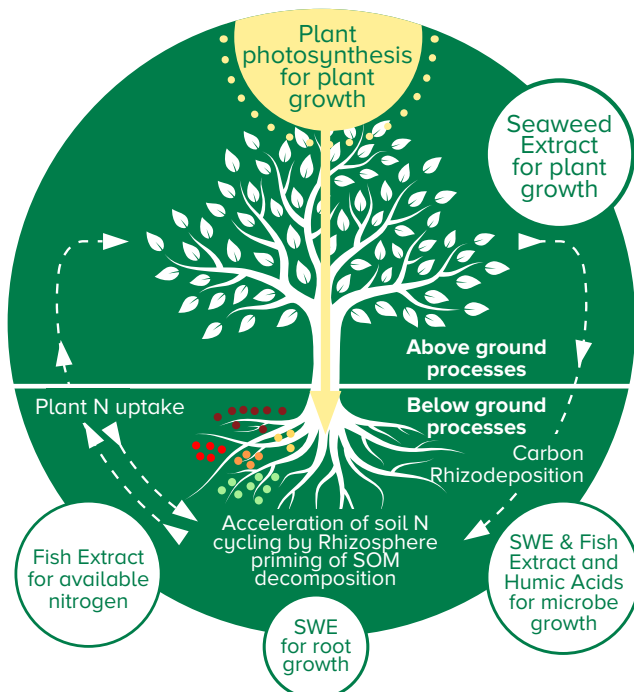 Plant
photosynthesis
for plant
growth
Seaweed
Extract
for plant
growth
Above ground
processes
Plant N uptake
Below ground
processes
Carbon
Rhizodeposition
Acceleration of soil N
cycling by Rhizosphere
priming of SOM
decomposition
Fish Extract
for available
nitrogen
SWE
for root
growth
SWE & Fish
Extract and
Humic Acids
for microbe
growth